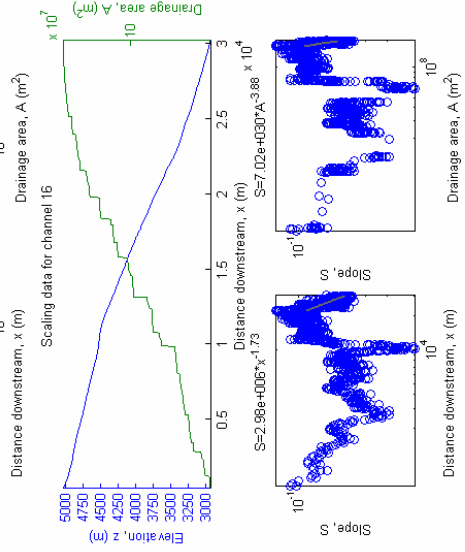 Distance downstream, x (m)
Drainage area, A (m²)
Scaling data for channel 16
x 10⁷
Elevation, z (m)
5000
4750
4500
4250
4000
3750
3500
3250
3000
Drainage area, A (m²)
10
0.5
1
1.5
2
2.5
3
x 10⁴
Distance downstream, x (m)
S=2.98e+006*x^-1.73
Slope, S
10⁻¹
10⁴
Distance downstream, x (m)
S=7.02e+030*A^-3.88
Slope, S
10⁻¹
10⁸
Drainage area, A (m²)